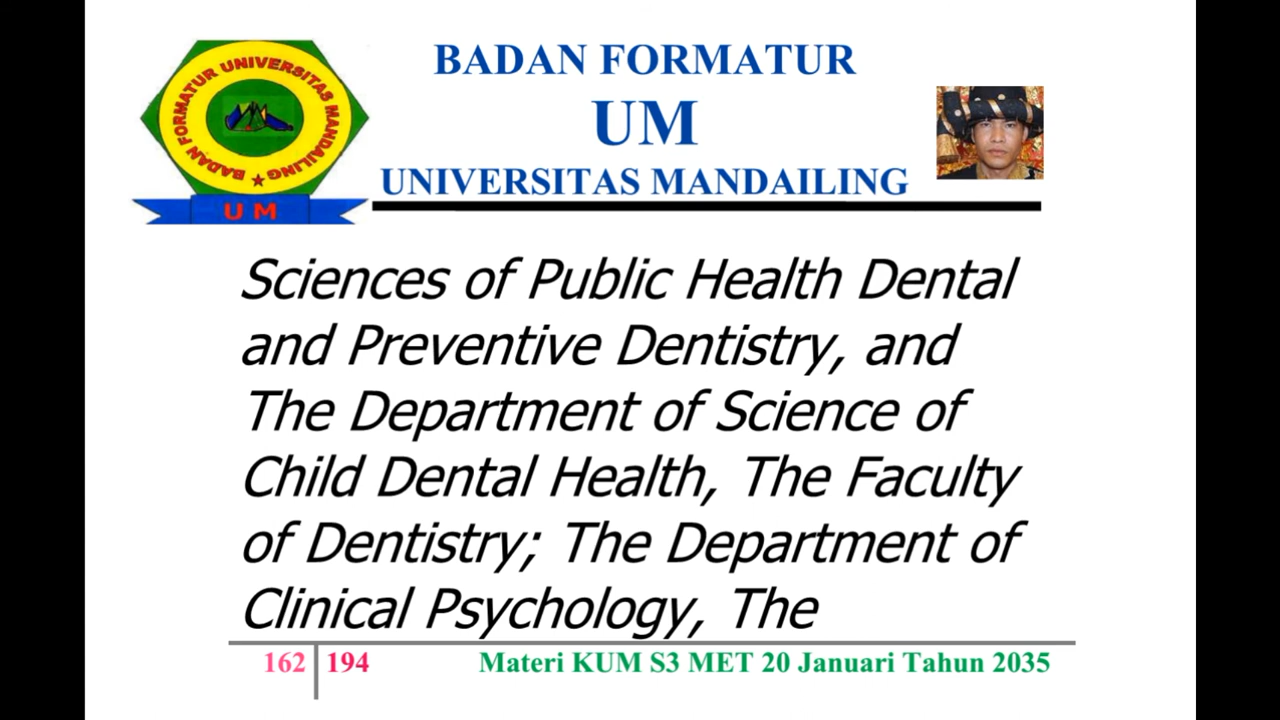 BADAN FORMATUR UNIVERSITAS MANDAILING
UM
BADAN FORMATUR
UM
UNIVERSITAS MANDAILING
Sciences of Public Health Dental
and Preventive Dentistry, and
The Department of Science of
Child Dental Health, The Faculty
of Dentistry; The Department of
Clinical Psychology, The
162 194 Materi KUM S3 MET 20 Januari Tahun 2035